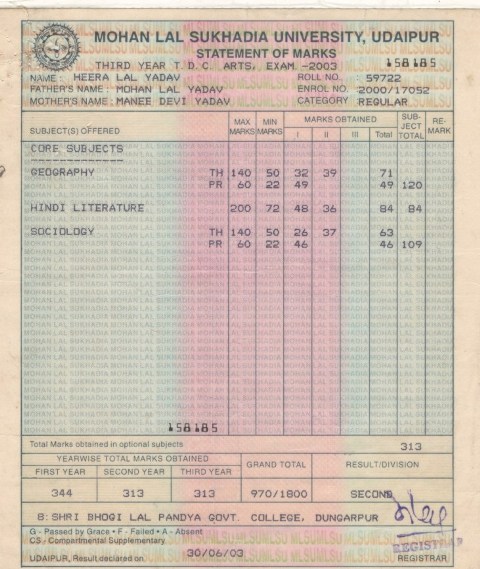 MOHAN LAL SUKHADIA UNIVERSITY, UDAIPUR
STATEMENT OF MARKS
THIRD YEAR T.D.C. ARTS, EXAM.-2003 158185
NAME : HEERA LAL YADAV ROLL NO. 59722
FATHER'S NAME : MOHAN LAL YADAV ENROL NO. 2000/17052
MOTHER'S NAME : MANEE DEVI YADAV CATEGORY REGULAR
SUBJECT(S) OFFERED MAX MARKS MIN MARKS MARKS OBTAINED I II III Total SUB-JECT TOTAL RE-MARK
CORE SUBJECTS
GEOGRAPHY TH 140 50 32 39 71
PR 60 22 49 49 120
HINDI LITERATURE 200 72 48 36 84 84
SOCIOLOGY TH 140 50 26 37 63
PR 60 22 46 46 109
158185
Total Marks obtained in optional subjects 313
YEARWISE TOTAL MARKS OBTAINED GRAND TOTAL RESULT/DIVISION
FIRST YEAR SECOND YEAR THIRD YEAR
344 313 313 970/1800 SECOND
8: SHRI BHOGI LAL PANDYA GOVT. COLLEGE, DUNGARPUR
G - Passed by Grace • F - Failed • A - Absent
CS - Compartmental Supplementary
REGISTRAR
UDAIPUR, Result declared on 30/06/03 REGISTRAR